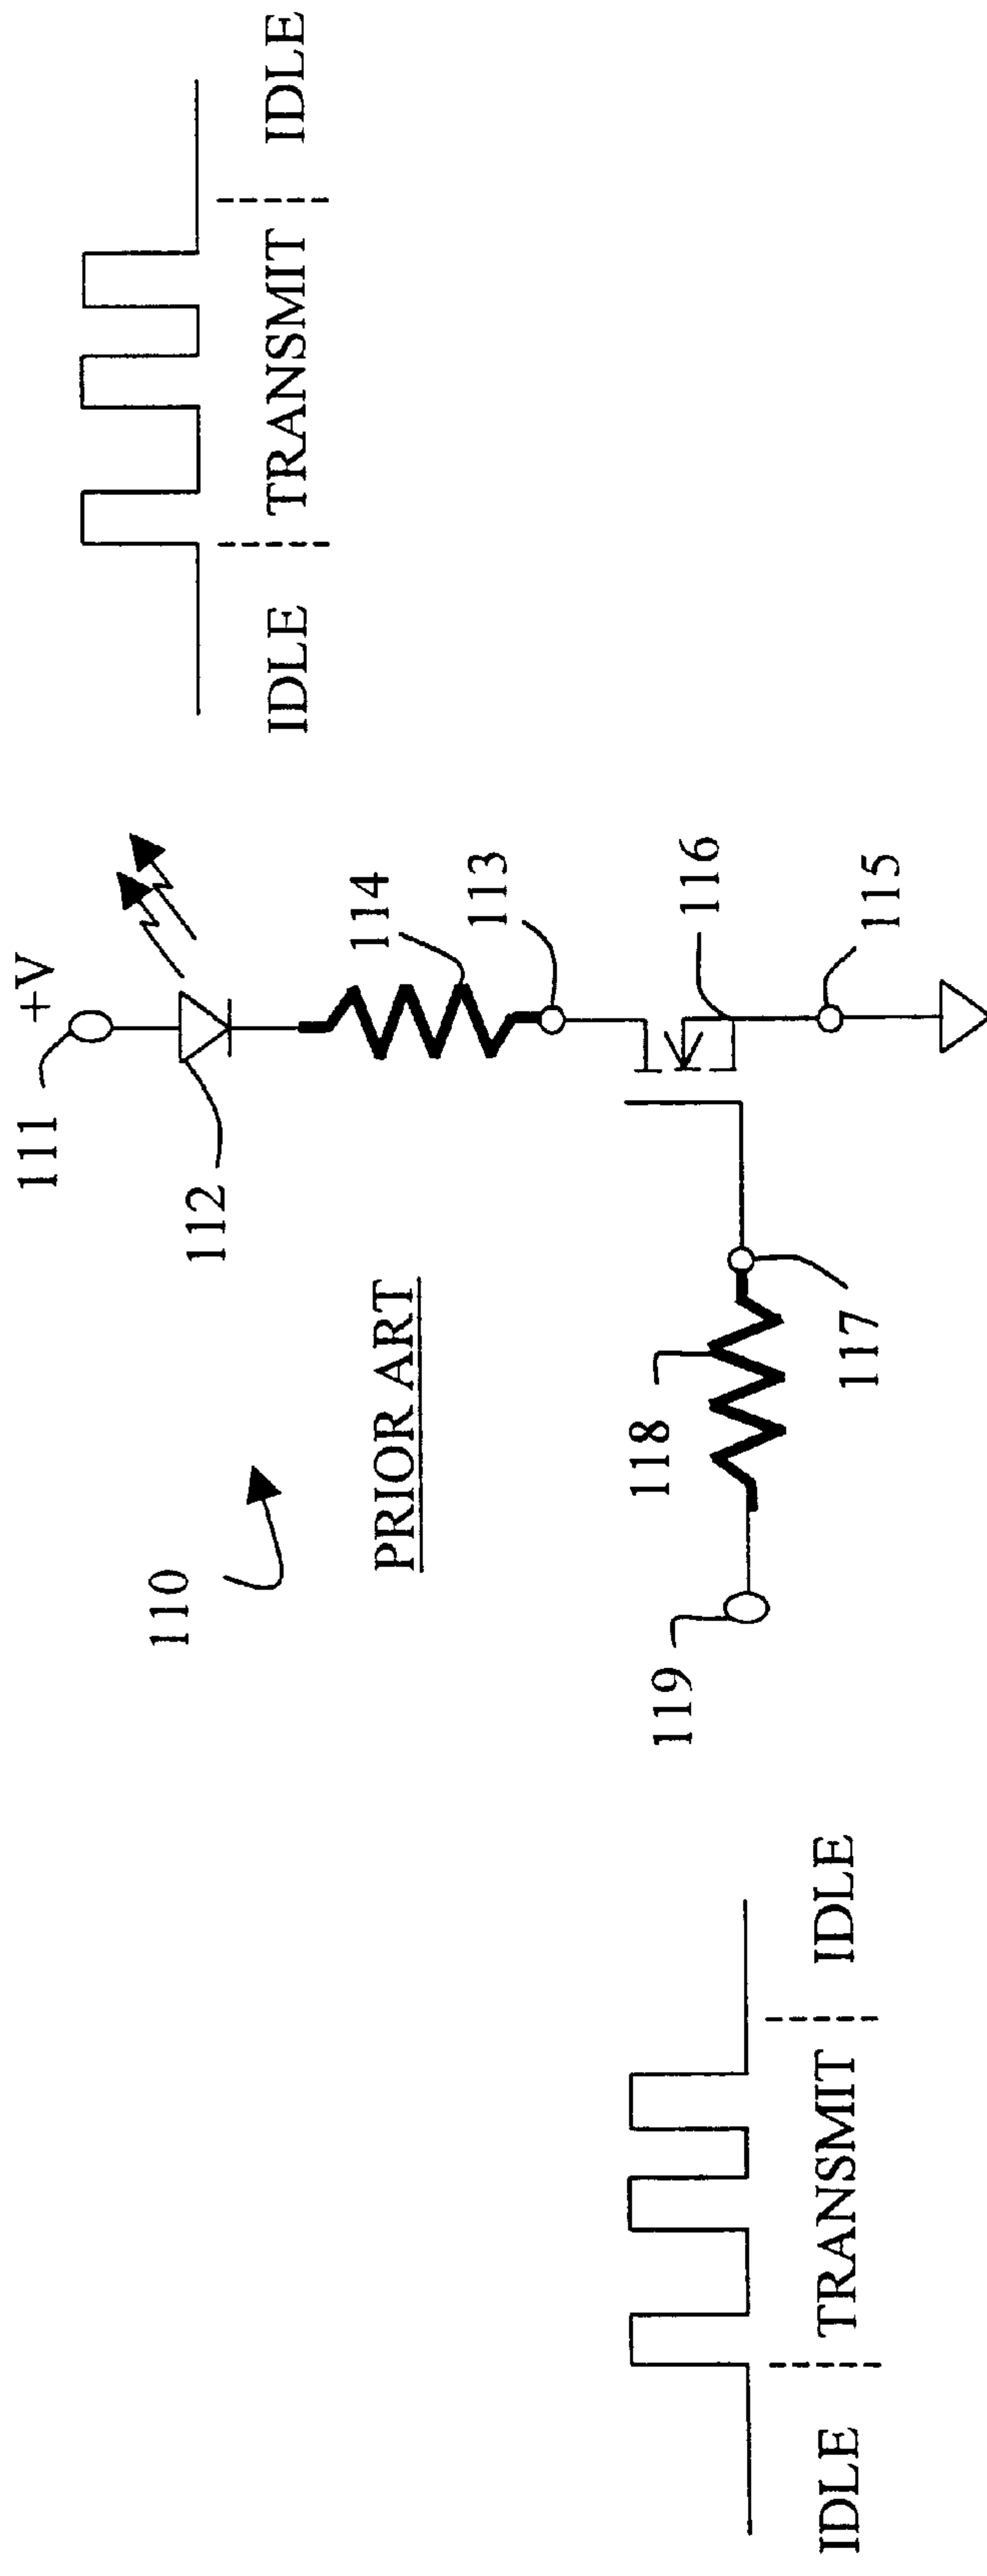 111
+V
112
114
113
116
115
110
PRIOR ART
118
117
119
IDLE
TRANSMIT
IDLE
IDLE
TRANSMIT
IDLE